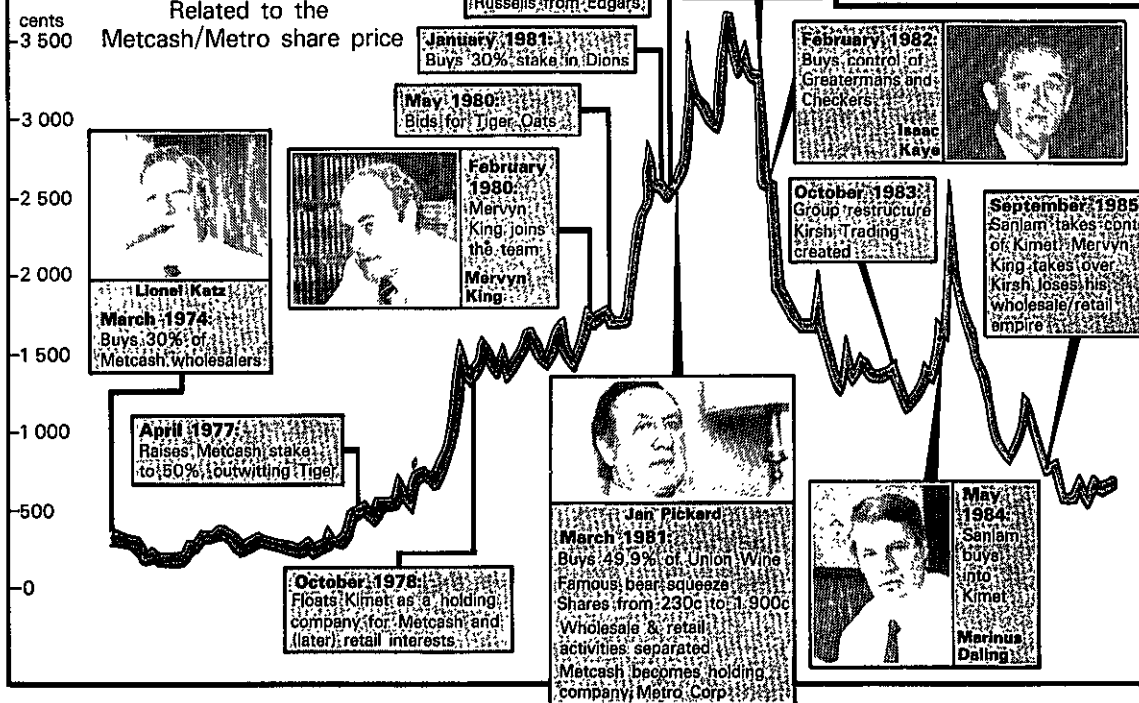 Russells from Edgars
Related to the
Metcash/Metro share price
cents
3 500
3 000
2 500
2 000
1 500
1 000
500
0
Lionel Katz
March 1974:
Buys 30% of
Metcash wholesalers
April 1977:
Raises Metcash stake
to 50%, outwitting Tiger
October 1978:
Floats Kimet as a holding
company for Metcash and
(later) retail interests
February
1980:
Mervyn
King joins
the team
Mervyn
King
May 1980:
Bids for Tiger Oats
January 1981:
Buys 30% stake in Dions
Jan Pickard
March 1981:
Buys 49,9% of Union Wine
Famous bear squeeze
Shares from 230c to 1 900c
Wholesale & retail
activities separated
Metcash becomes holding
company, Metro Corp
February 1982:
Buys control of
Greatermans and
Checkers
Isaac
Kaye
October 1983:
Group restructure
Kirsh Trading
created
May
1984:
Sanlam
buys
into
Kimet
Marinus
Daling
September 1985:
Sanlam takes cont
of Kimet. Mervyn
King takes over
Kirsh loses his
wholesale/retail
empire